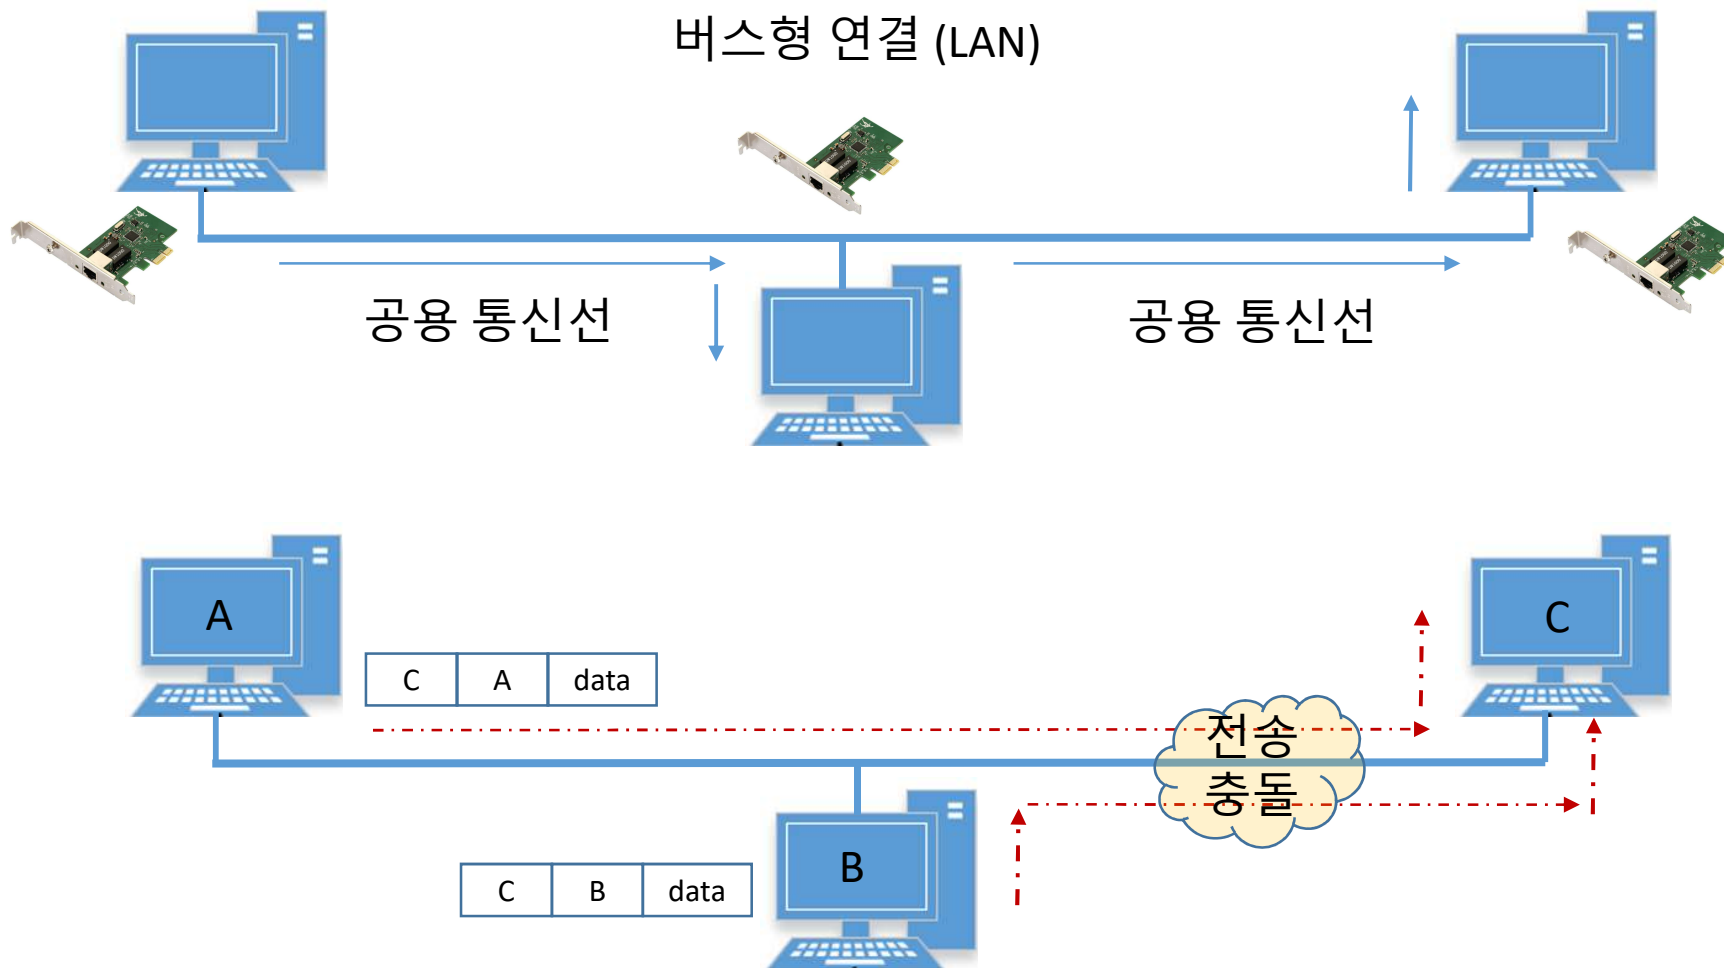 버스형 연결 (LAN)
공용 통신선
공용 통신선
A
C
C A data
전송
충돌
B
C B data